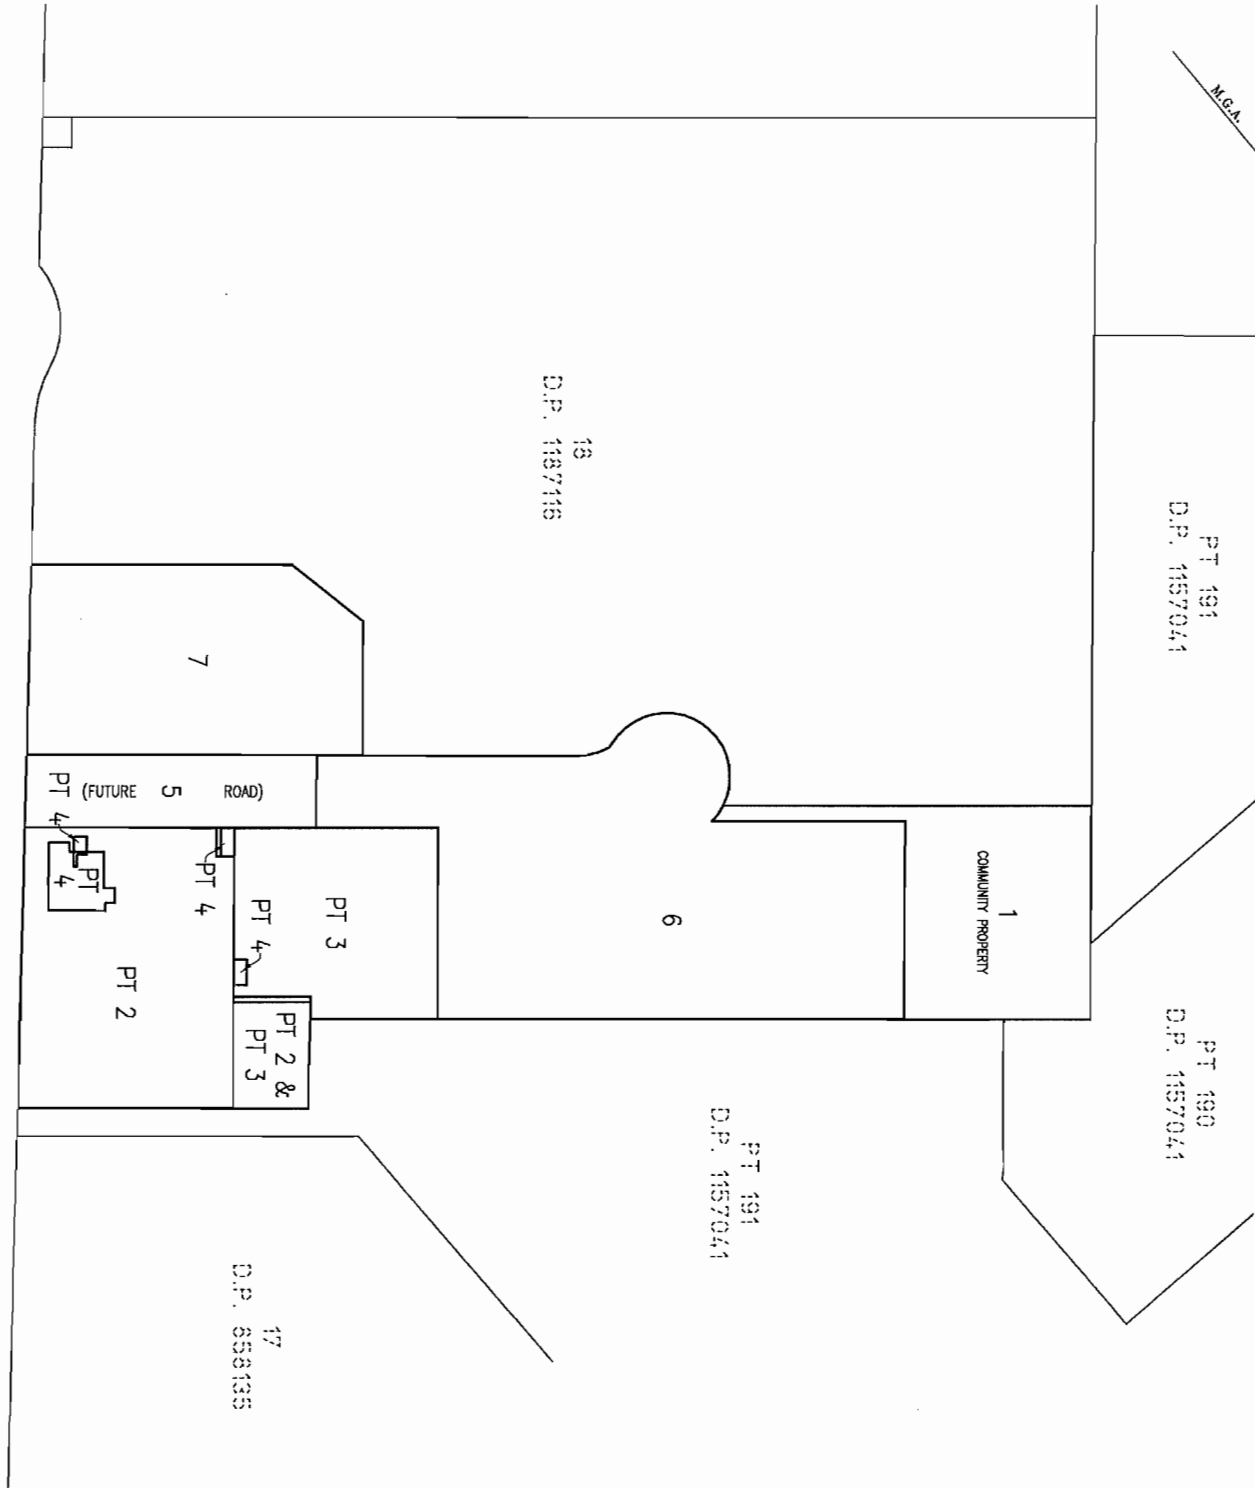 M.G.A.
18
D.P. 1187116
PT 191
D.P. 1157041
7
PT 4
(FUTURE 5 ROAD)
PT 4
PT 4
PT 4
PT 3
6
1
COMMUNITY PROPERTY
PT 2
PT 2 &
PT 3
PT 190
D.P. 1157041
PT 191
D.P. 1157041
17
D.P. 858135